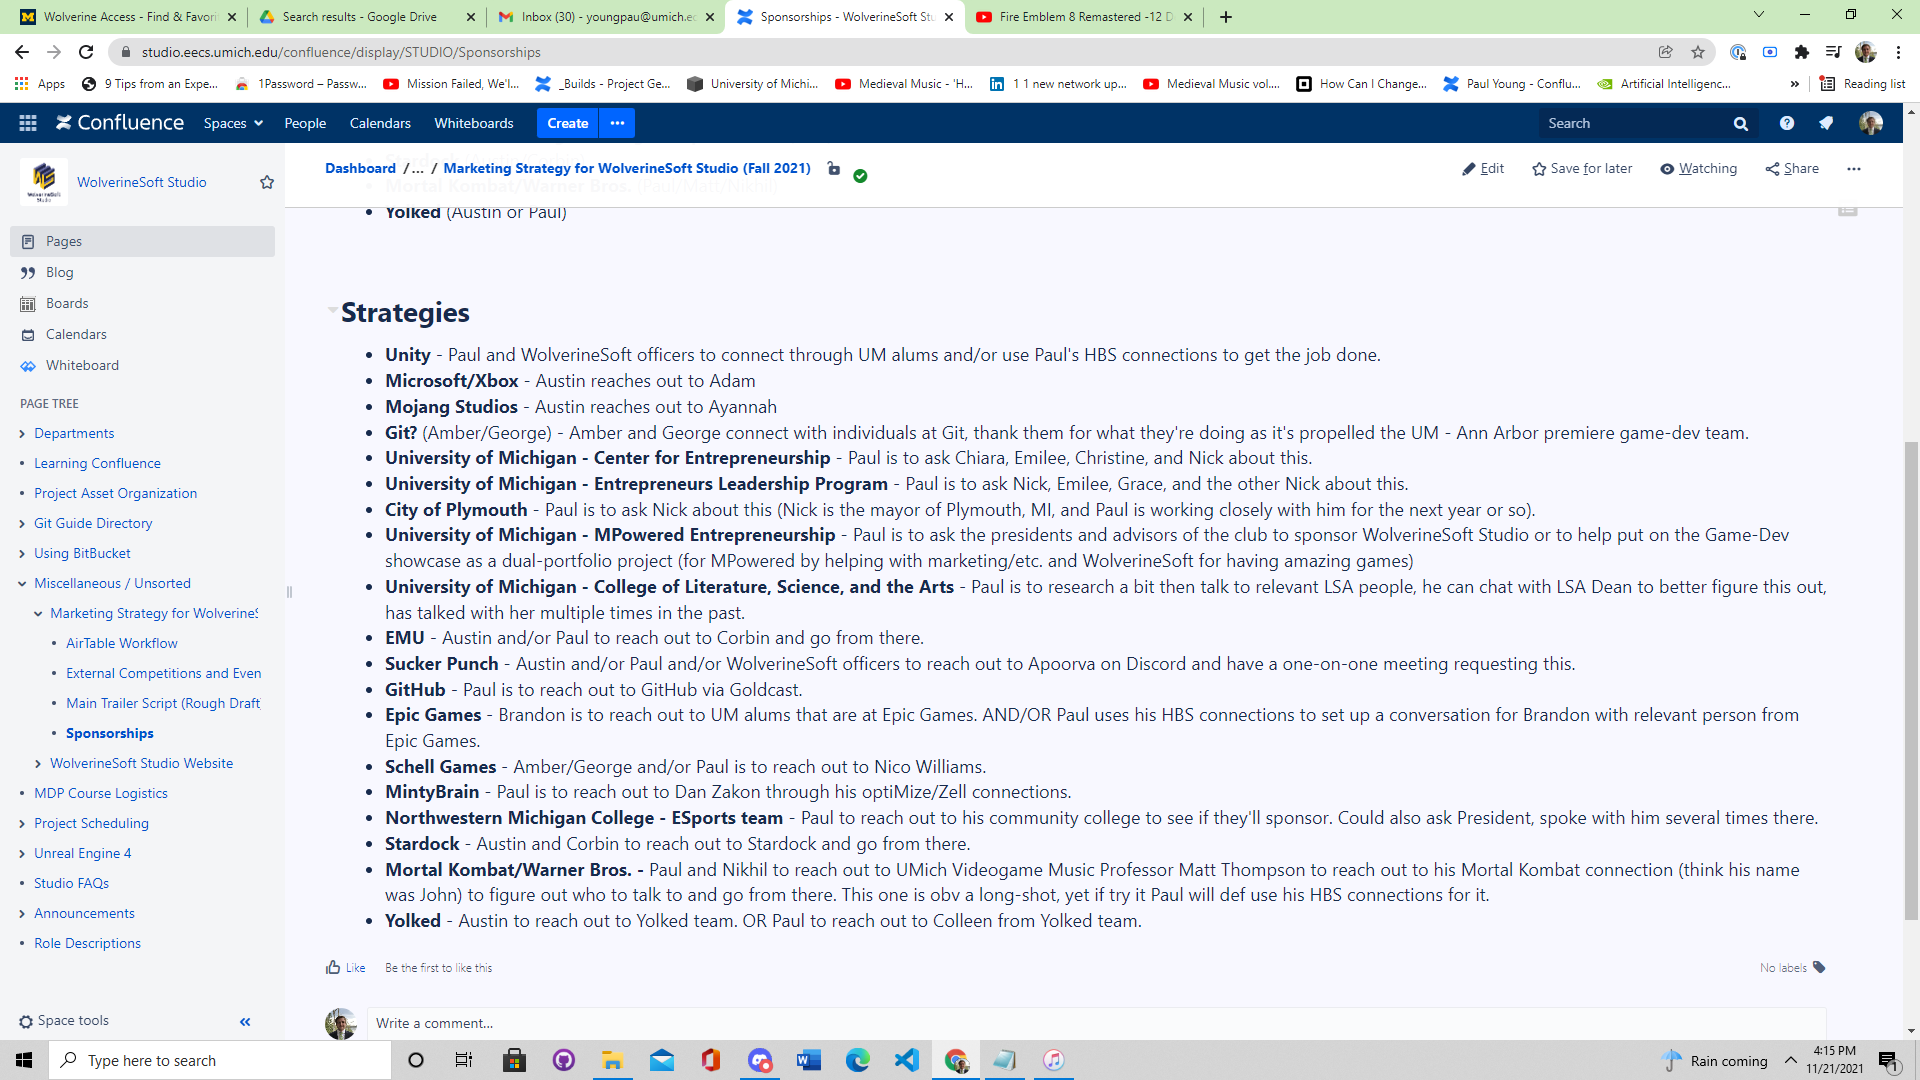 Wolverine Access - Find & Favori
Search results - Google Drive
Inbox (30) - youngpau@umich.ed
Sponsorships - WolverineSoft Stu
Fire Emblem 8 Remastered -12 D
studio.eecs.umich.edu/confluence/display/STUDIO/Sponsorships
Apps
9 Tips from an Expe...
1Password – Passw...
Mission Failed, We'l...
_Builds - Project Ge...
University of Michi...
Medieval Music - 'H...
1 1 new network up...
Medieval Music vol....
How Can I Change...
Paul Young - Conflu...
Artificial Intelligenc...
»
Reading list
Confluence
Spaces
People
Calendars
Whiteboards
Create
Search
WolverineSoft Studio
Dashboard /... / Marketing Strategy for WolverineSoft Studio (Fall 2021)
Edit
Save for later
Watching
Share
Mortal Kombat/Warner Bros. (Paul/Matt/Nikhil)
• Yolked (Austin or Paul)
Pages
Blog
Boards
Calendars
Whiteboard
PAGE TREE
Departments
Learning Confluence
Project Asset Organization
Git Guide Directory
Using BitBucket
Miscellaneous / Unsorted
Marketing Strategy for WolverineS
AirTable Workflow
External Competitions and Even
Main Trailer Script (Rough Draft)
Sponsorships
WolverineSoft Studio Website
MDP Course Logistics
Project Scheduling
Unreal Engine 4
Studio FAQs
Announcements
Role Descriptions
Space tools
Strategies
• Unity - Paul and WolverineSoft officers to connect through UM alums and/or use Paul's HBS connections to get the job done.
• Microsoft/Xbox - Austin reaches out to Adam
• Mojang Studios - Austin reaches out to Ayannah
• Git? (Amber/George) - Amber and George connect with individuals at Git, thank them for what they're doing as it's propelled the UM - Ann Arbor premiere game-dev team.
• University of Michigan - Center for Entrepreneurship - Paul is to ask Chiara, Emilee, Christine, and Nick about this.
• University of Michigan - Entrepreneurs Leadership Program - Paul is to ask Nick, Emilee, Grace, and the other Nick about this.
• City of Plymouth - Paul is to ask Nick about this (Nick is the mayor of Plymouth, MI, and Paul is working closely with him for the next year or so).
• University of Michigan - MPowered Entrepreneurship - Paul is to ask the presidents and advisors of the club to sponsor WolverineSoft Studio or to help put on the Game-Dev
showcase as a dual-portfolio project (for MPowered by helping with marketing/etc. and WolverineSoft for having amazing games)
• University of Michigan - College of Literature, Science, and the Arts - Paul is to research a bit then talk to relevant LSA people, he can chat with LSA Dean to better figure this out,
has talked with her multiple times in the past.
• EMU - Austin and/or Paul to reach out to Corbin and go from there.
• Sucker Punch - Austin and/or Paul and/or WolverineSoft officers to reach out to Apoorva on Discord and have a one-on-one meeting requesting this.
• GitHub - Paul is to reach out to GitHub via Goldcast.
• Epic Games - Brandon is to reach out to UM alums that are at Epic Games. AND/OR Paul uses his HBS connections to set up a conversation for Brandon with relevant person from
Epic Games.
• Schell Games - Amber/George and/or Paul is to reach out to Nico Williams.
• MintyBrain - Paul is to reach out to Dan Zakon through his optiMize/Zell connections.
• Northwestern Michigan College - ESports team - Paul to reach out to his community college to see if they'll sponsor. Could also ask President, spoke with him several times there.
• Stardock - Austin and Corbin to reach out to Stardock and go from there.
• Mortal Kombat/Warner Bros. - Paul and Nikhil to reach out to UMich Videogame Music Professor Matt Thompson to reach out to his Mortal Kombat connection (think his name
was John) to figure out who to talk to and go from there. This one is obv a long-shot, yet if try it Paul will def use his HBS connections for it.
• Yolked - Austin to reach out to Yolked team. OR Paul to reach out to Colleen from Yolked team.
Like
Be the first to like this
No labels
Write a comment...
Type here to search
Rain coming
4:15 PM
11/21/2021
1